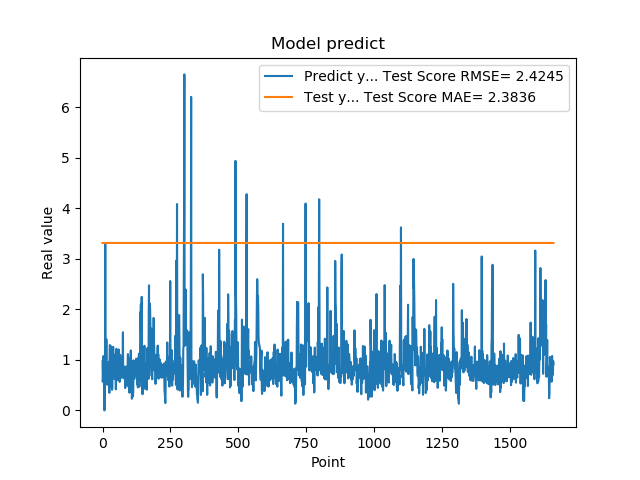 Model predict
Predict y... Test Score RMSE= 2.4245
Test y... Test Score MAE= 2.3836
Real value
6
5
4
3
2
1
0
0 250 500 750 1000 1250 1500
Point